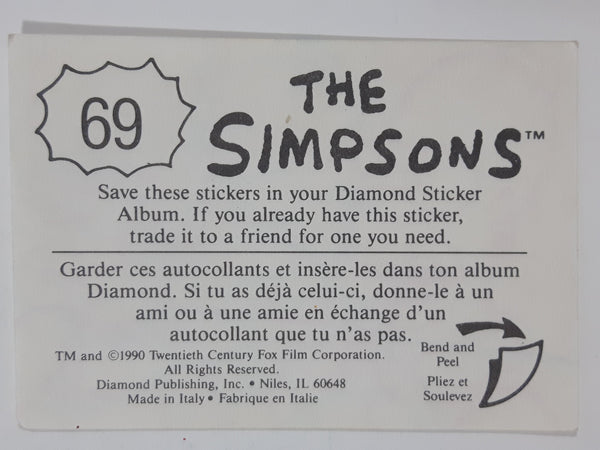 69
THE
SIMPSONS™
Save these stickers in your Diamond Sticker
Album. If you already have this sticker,
trade it to a friend for one you need.
Garder ces autocollants et insère-les dans ton album
Diamond. Si tu as déjà celui-ci, donne-le à un
ami ou à une amie en échange d'un
autocollant que tu n'as pas.
TM and ©1990 Twentieth Century Fox Film Corporation.
All Rights Reserved.
Diamond Publishing, Inc. • Niles, IL 60648
Made in Italy • Fabrique en Italie
Bend and
Peel
Pliez et
Soulevez